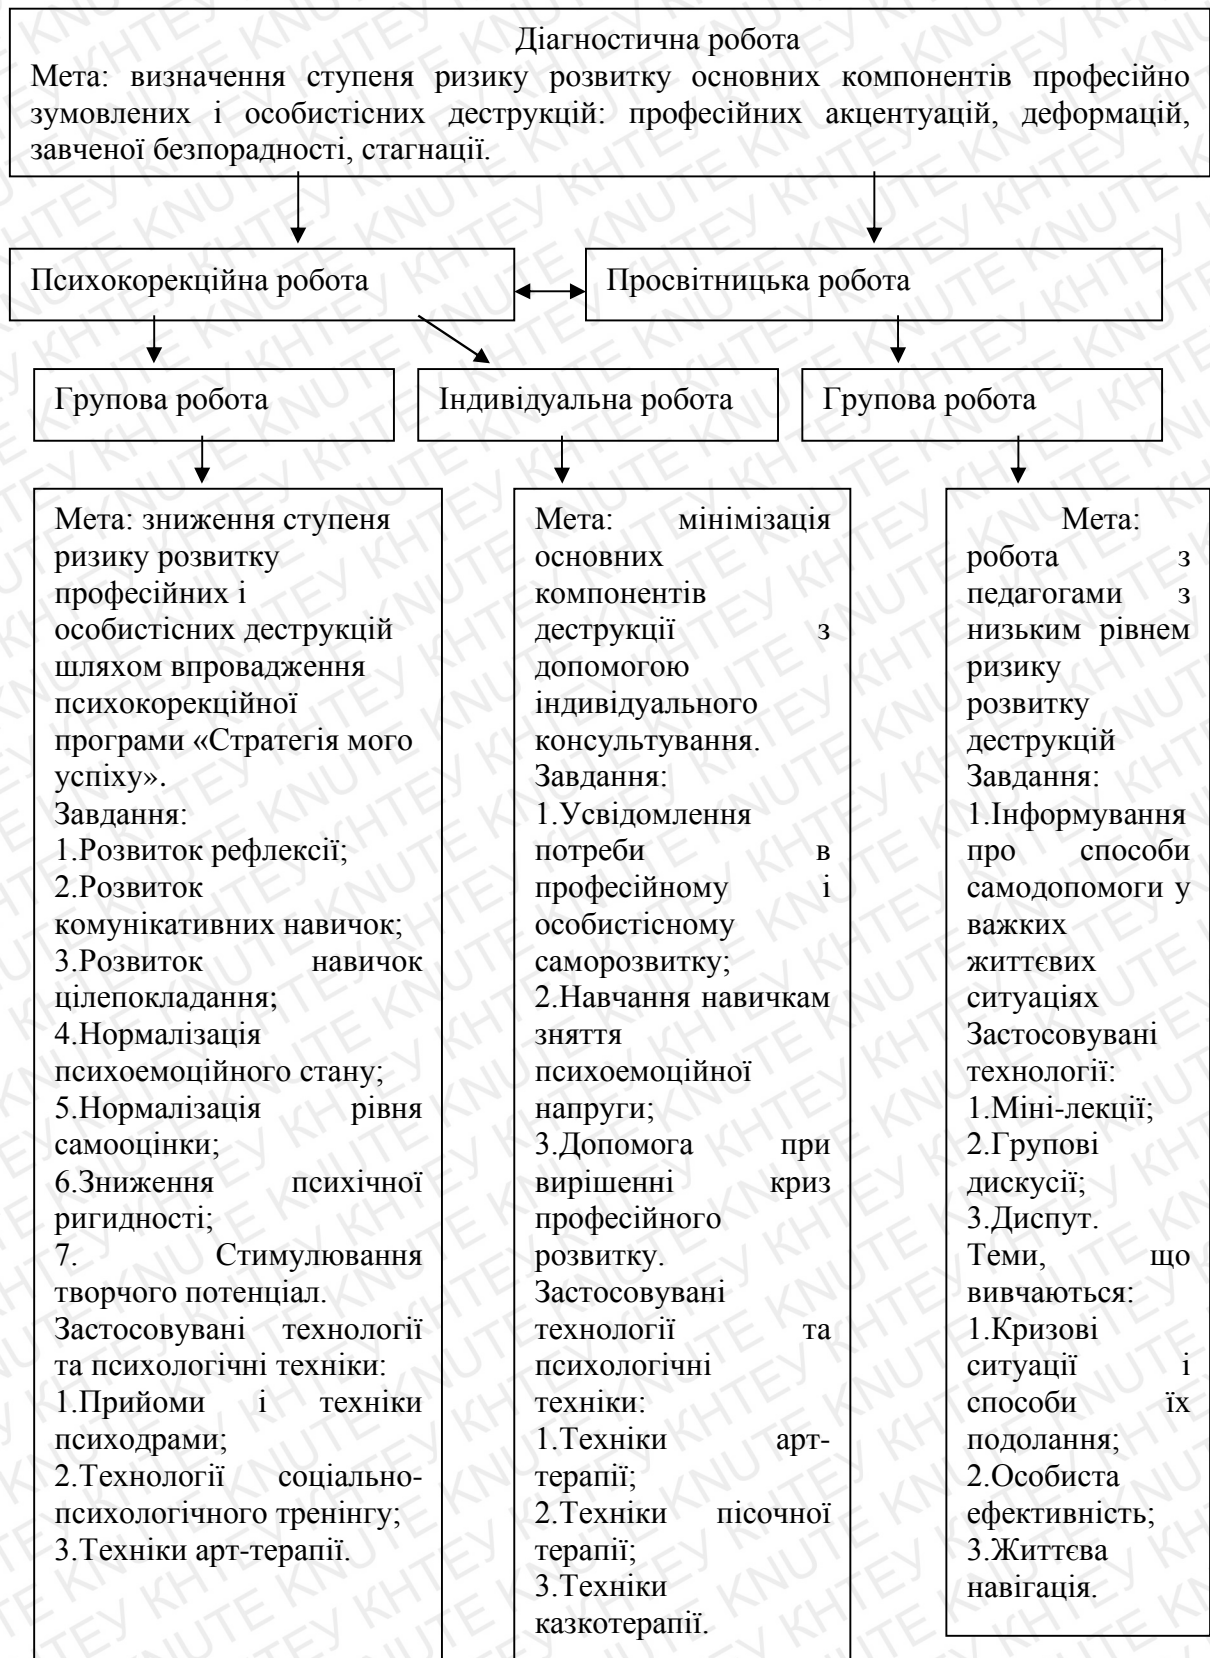 Діагностична робота
Мета: визначення ступеня ризику розвитку основних компонентів професійно
зумовлених і особистісних деструкцій: професійних акцентуацій, деформацій,
завченої безпорадності, стагнації.
Психокорекційна робота
Просвітницька робота
Групова робота
Індивідуальна робота
Групова робота
Мета: зниження ступеня
ризику розвитку
професійних і
особистісних деструкцій
шляхом впровадження
психокорекційної
програми «Стратегія мого
успіху».
Завдання:
1.Розвиток рефлексії;
2.Розвиток
комунікативних навичок;
3.Розвиток навичок
цілепокладання;
4.Нормалізація
психоемоційного стану;
5.Нормалізація рівня
самооцінки;
6.Зниження психічної
ригидності;
7. Стимулювання
творчого потенціал.
Застосовувані технології
та психологічні техніки:
1.Прийоми і техніки
психодрами;
2.Технології соціально-
психологічного тренінгу;
3.Техніки арт-терапії.
Мета: мінімізація
основних
компонентів
деструкції з
допомогою
індивідуального
консультування.
Завдання:
1.Усвідомлення
потреби в
професійному і
особистісному
саморозвитку;
2.Навчання навичкам
зняття
психоемоційної
напруги;
3.Допомога при
вирішенні криз
професійного
розвитку.
Застосовувані
технології та
психологічні
техніки:
1.Техніки арт-
терапії;
2.Техніки пісочної
терапії;
3.Техніки
казкотерапії.
Мета:
робота з
педагогами з
низьким рівнем
ризику
розвитку
деструкцій
Завдання:
1.Інформування
про способи
самодопомоги у
важких
життєвих
ситуаціях
Застосовувані
технології:
1.Міні-лекції;
2.Групові
дискусії;
3.Диспут.
Теми, що
вивчаються:
1.Кризові
ситуації і
способи їх
подолання;
2.Особиста
ефективність;
3.Життєва
навігація.